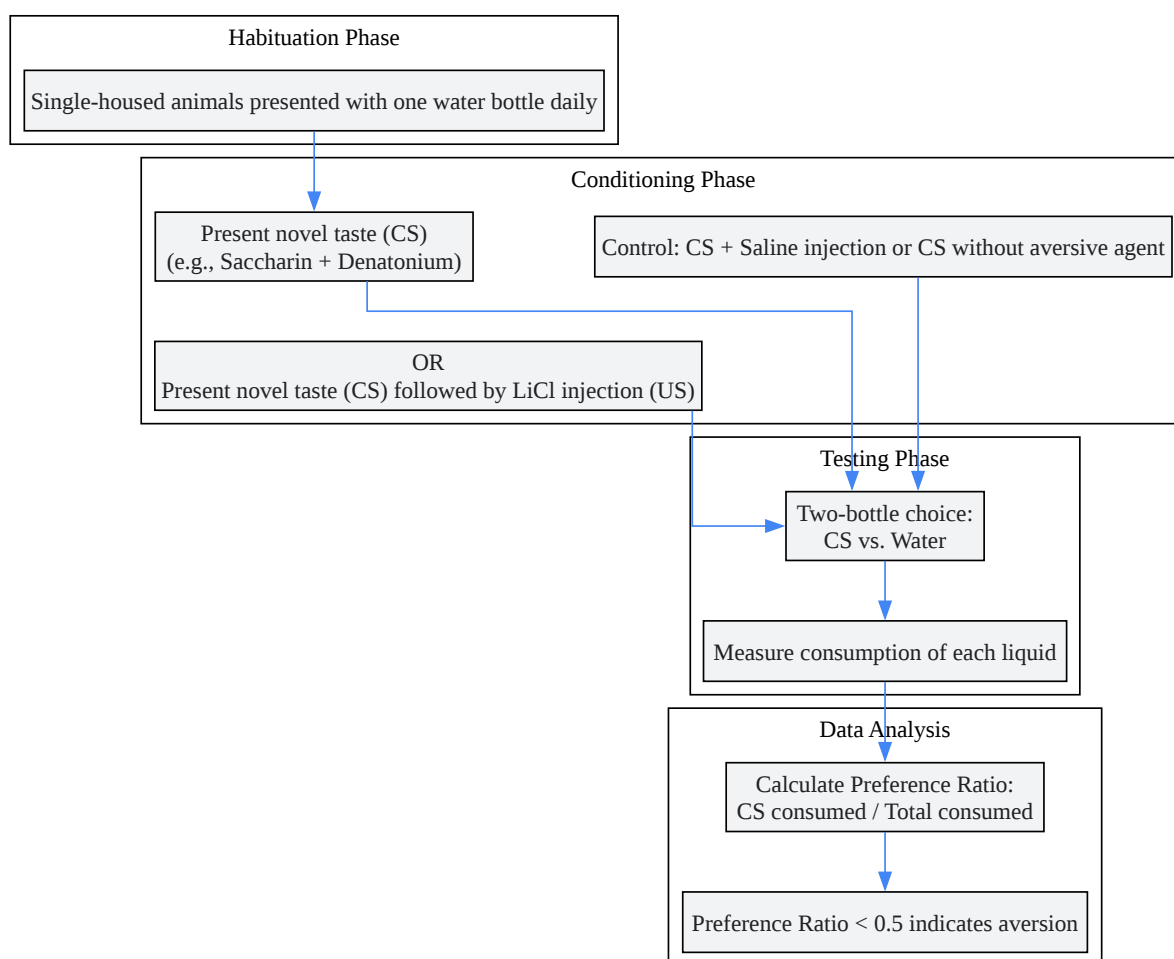 Habituation Phase
Single-housed animals presented with one water bottle daily
Conditioning Phase
Present novel taste (CS)
(e.g., Saccharin + Denatonium)
Control: CS + Saline injection or CS without aversive agent
OR
Present novel taste (CS) followed by LiCl injection (US)
Testing Phase
Two-bottle choice:
CS vs. Water
Measure consumption of each liquid
Data Analysis
Calculate Preference Ratio:
CS consumed / Total consumed
Preference Ratio < 0.5 indicates aversion